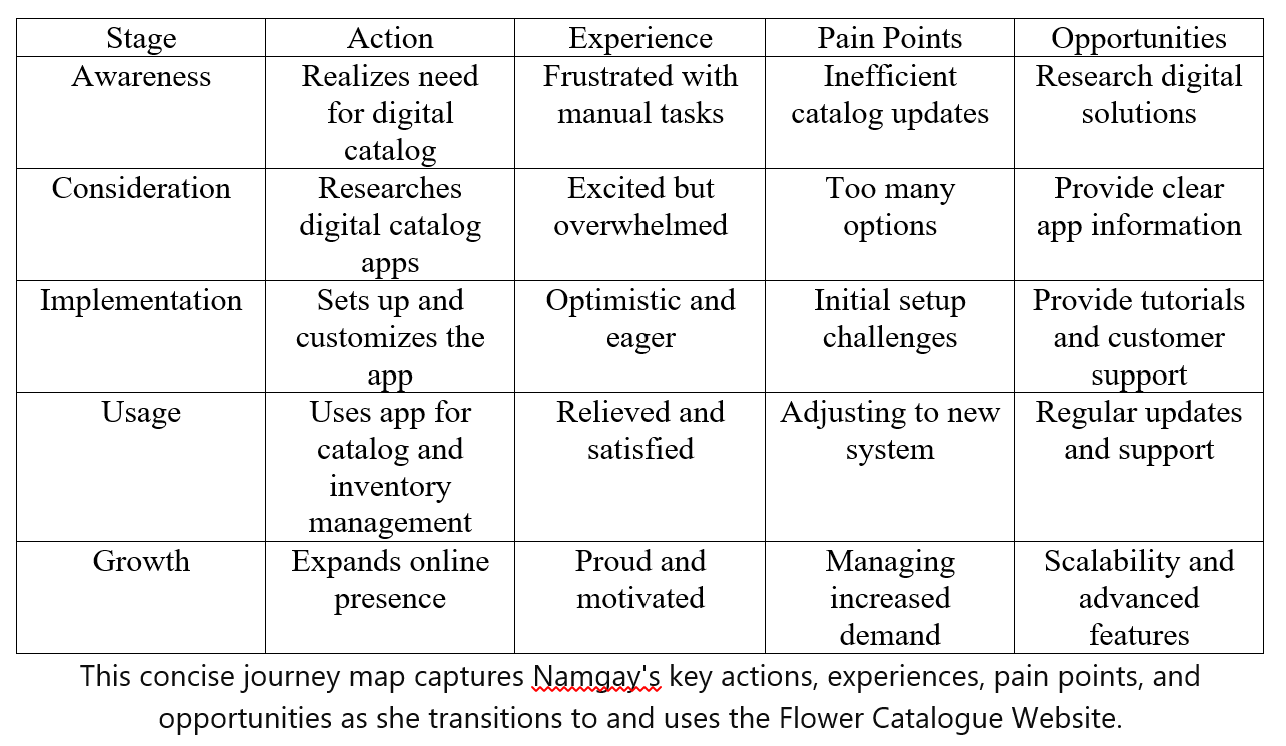 Stage Action Experience Pain Points Opportunities
Awareness Realizes need Frustrated with Inefficient Research digital
for digital manual tasks catalog updates solutions
catalog
Consideration Researches Excited but Too many Provide clear
digital catalog overwhelmed options app information
apps
Implementation Sets up and Optimistic and Initial setup Provide tutorials
customizes the eager challenges and customer
app support
Usage Uses app for Relieved and Adjusting to new Regular updates
catalog and satisfied system and support
inventory
management
Growth Expands online Proud and Managing Scalability and
presence motivated increased advanced
demand features
This concise journey map captures Namgay's key actions, experiences, pain points, and
opportunities as she transitions to and uses the Flower Catalogue Website.